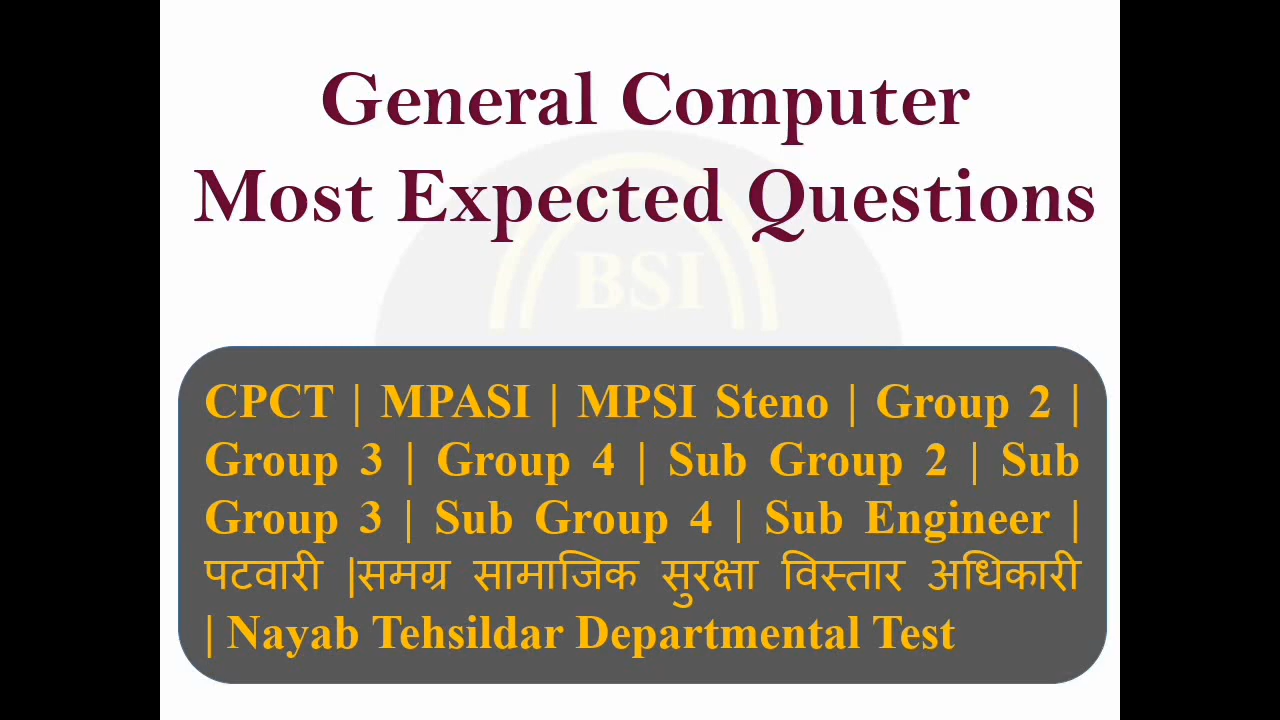 General Computer
Most Expected Questions
BSI
CPCT | MPASI | MPSI Steno | Group 2 |
Group 3 | Group 4 | Sub Group 2 | Sub
Group 3 | Sub Group 4 | Sub Engineer |
पटवारी |समग्र सामाजिक सुरक्षा विस्तार अधिकारी
| Nayab Tehsildar Departmental Test